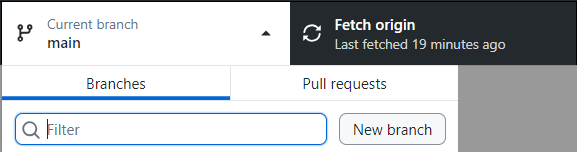 Current branch
main
Fetch origin
Last fetched 19 minutes ago
Branches
Pull requests
Filter
New branch